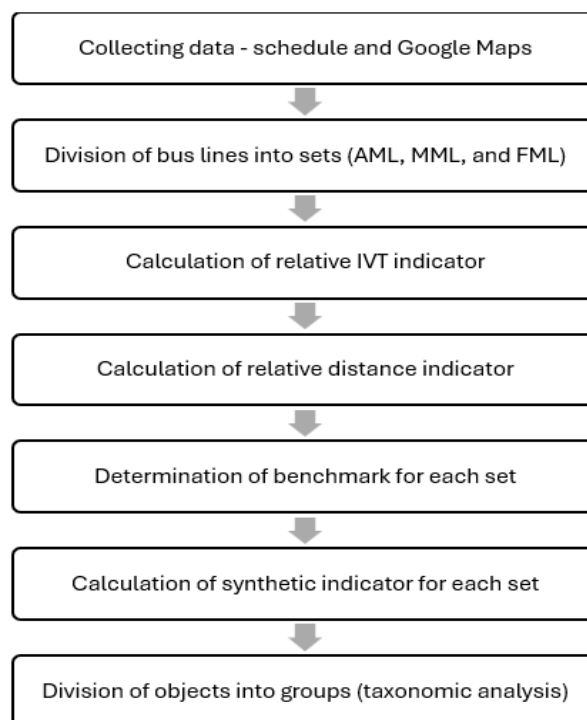 Collecting data - schedule and Google Maps
Division of bus lines into sets (AML, MML, and FML)
Calculation of relative IVT indicator
Calculation of relative distance indicator
Determination of benchmark for each set
Calculation of synthetic indicator for each set
Division of objects into groups (taxonomic analysis)